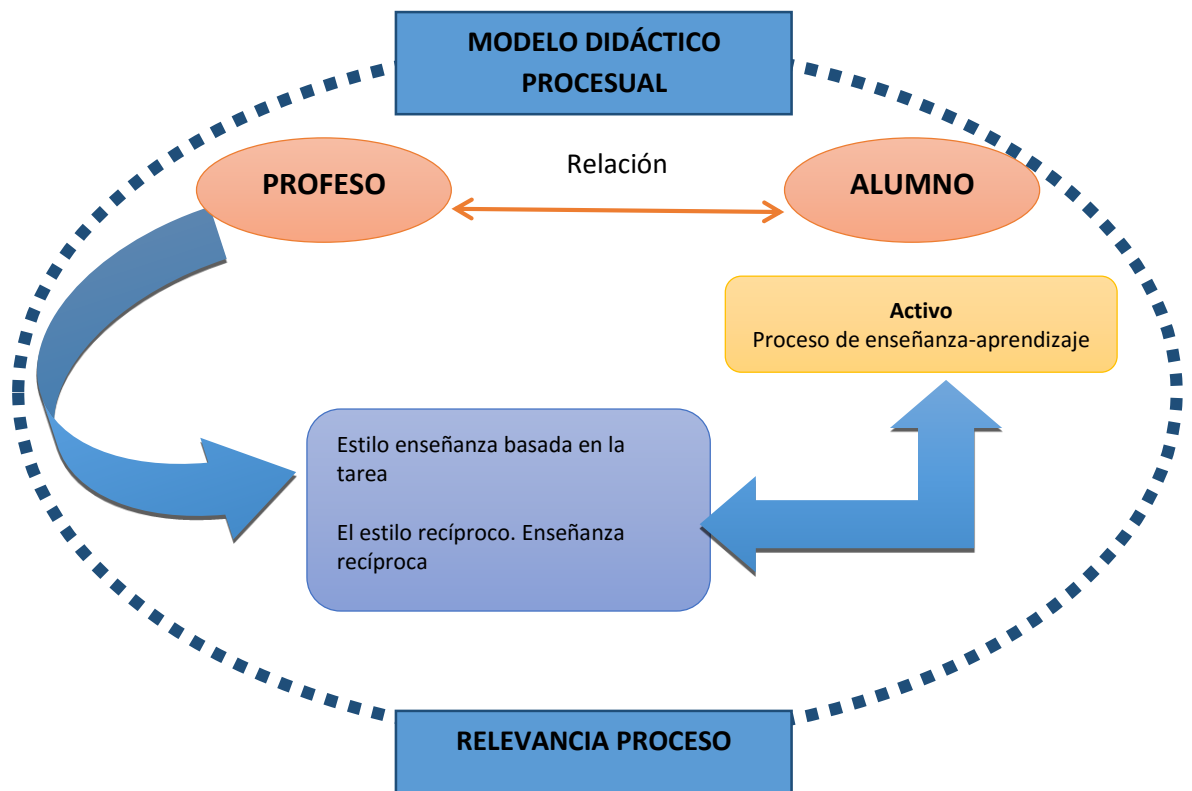 MODELO DIDÁCTICO
PROCESUAL
PROFESO
Relación
ALUMNO
Activo
Proceso de enseñanza-aprendizaje
Estilo enseñanza basada en la
tarea
El estilo recíproco. Enseñanza
recíproca
RELEVANCIA PROCESO